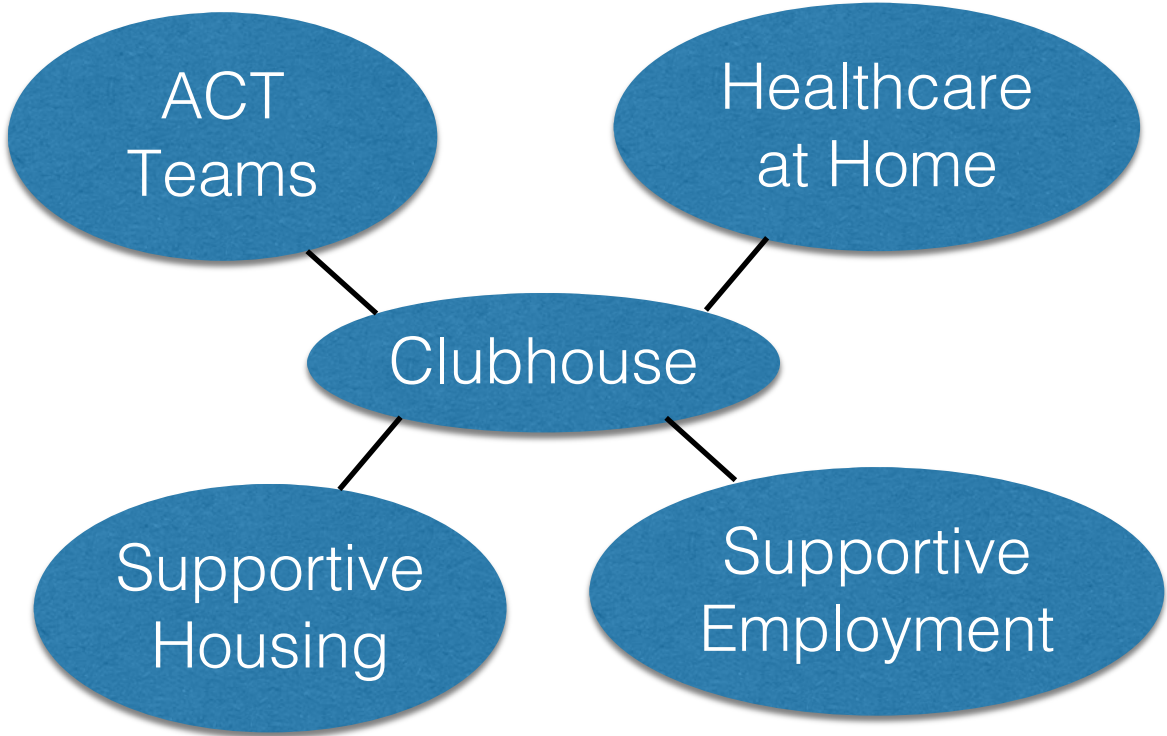 ACT
Teams
Healthcare
at Home
Clubhouse
Supportive
Housing
Supportive
Employment